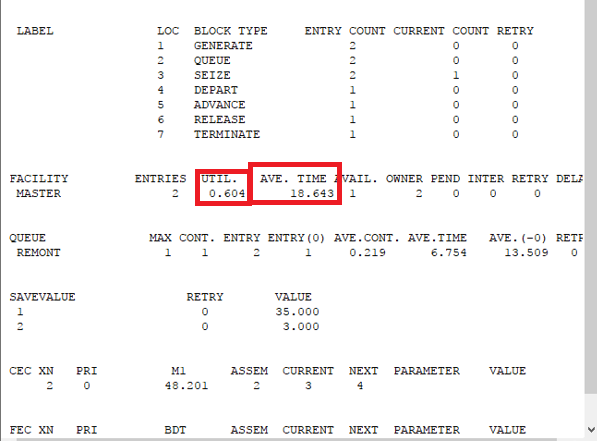 LABEL LOC BLOCK TYPE ENTRY COUNT CURRENT COUNT RETRY
1 GENERATE 2 0 0
2 QUEUE 2 0 0
3 SEIZE 2 1 0
4 DEPART 1 0 0
5 ADVANCE 1 0 0
6 RELEASE 1 0 0
7 TERMINATE 1 0 0
FACILITY ENTRIES UTIL. AVE. TIME AVAIL. OWNER PEND INTER RETRY DELA
MASTER 2 0.604 18.643 1 2 0 0 0
QUEUE MAX CONT. ENTRY ENTRY(0) AVE.CONT. AVE.TIME AVE.(-0) RETR
REMONT 1 1 2 1 0.219 6.754 13.509 0
SAVEVALUE RETRY VALUE
1 0 35.000
2 0 3.000
CEC XN PRI M1 ASSEM CURRENT NEXT PARAMETER VALUE
2 0 48.201 2 3 4
FEC XN PRI BDT ASSEM CURRENT NEXT PARAMETER VALUE